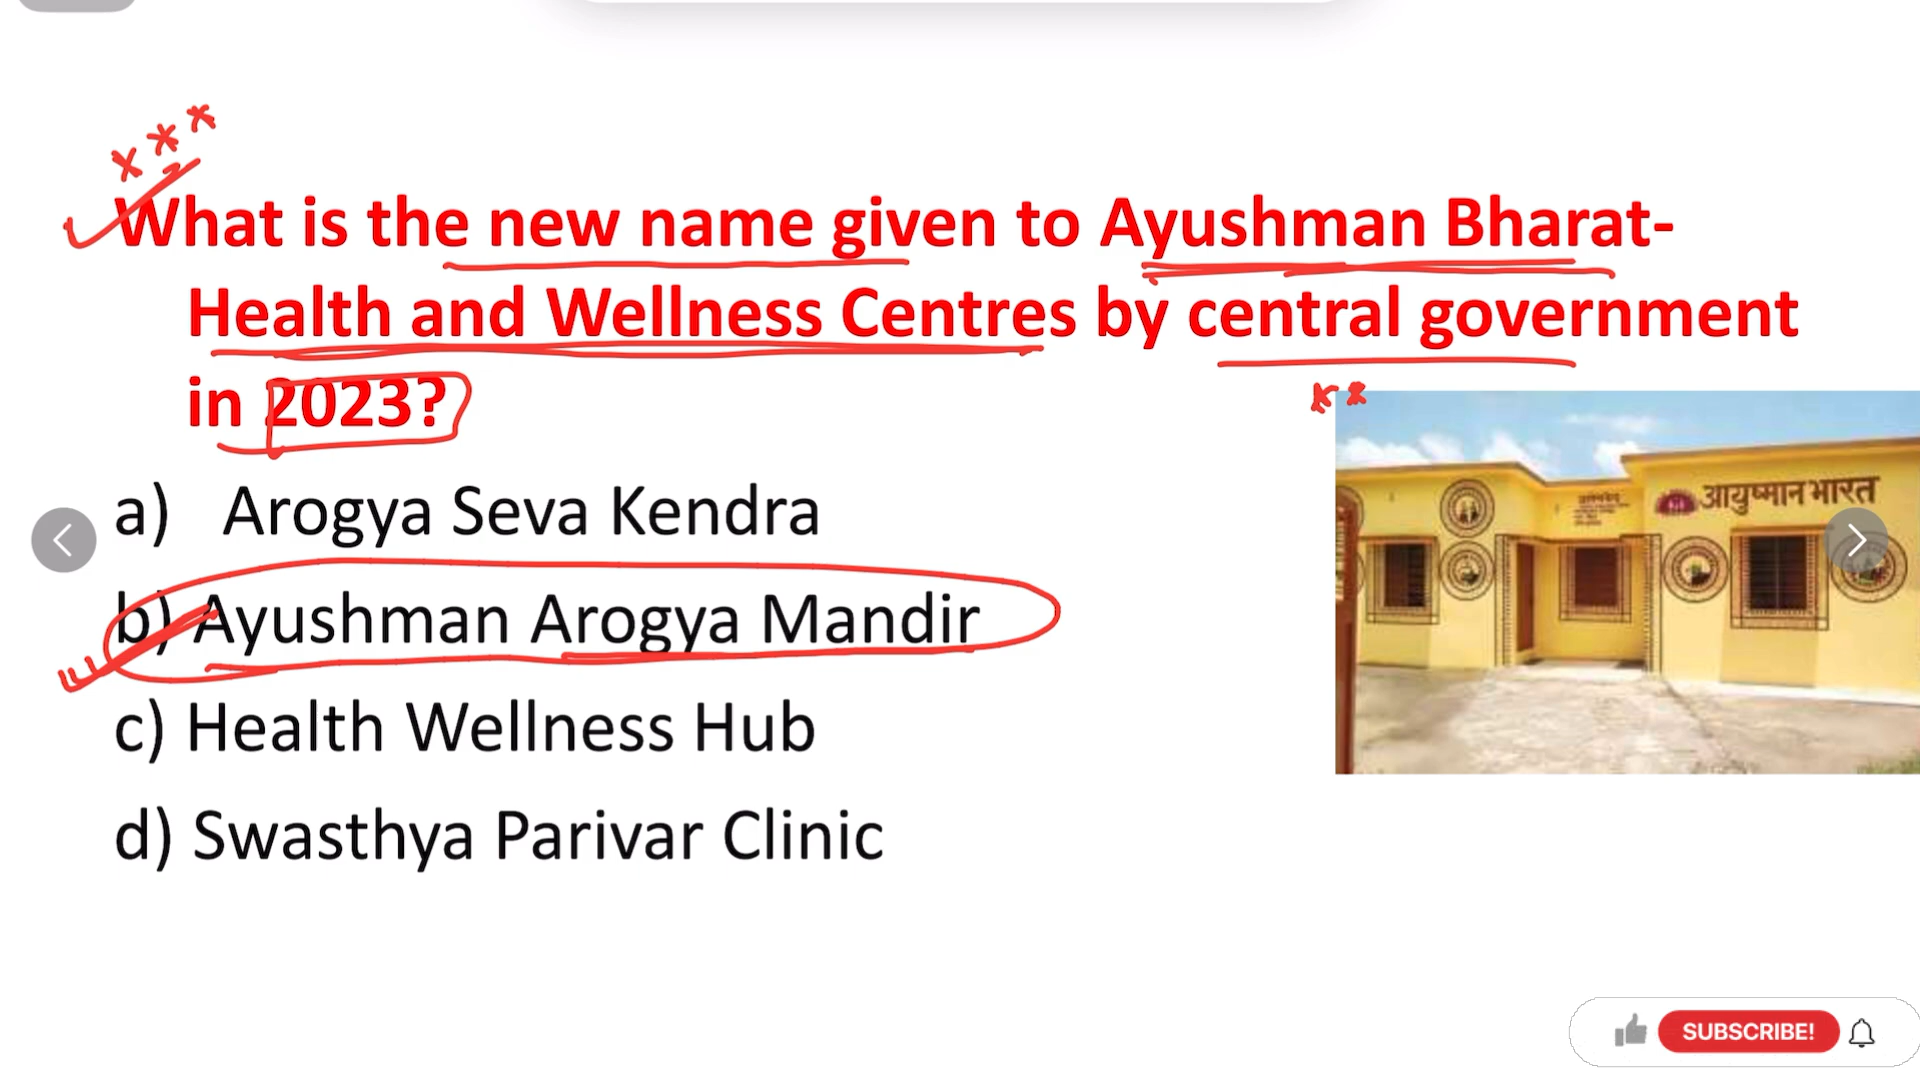 What is the new name given to Ayushman Bharat-
Health and Wellness Centres by central government
in 2023?
a) Arogya Seva Kendra
b) Ayushman Arogya Mandir
c) Health Wellness Hub
d) Swasthya Parivar Clinic
आयुष्मान भारत
SUBSCRIBE!